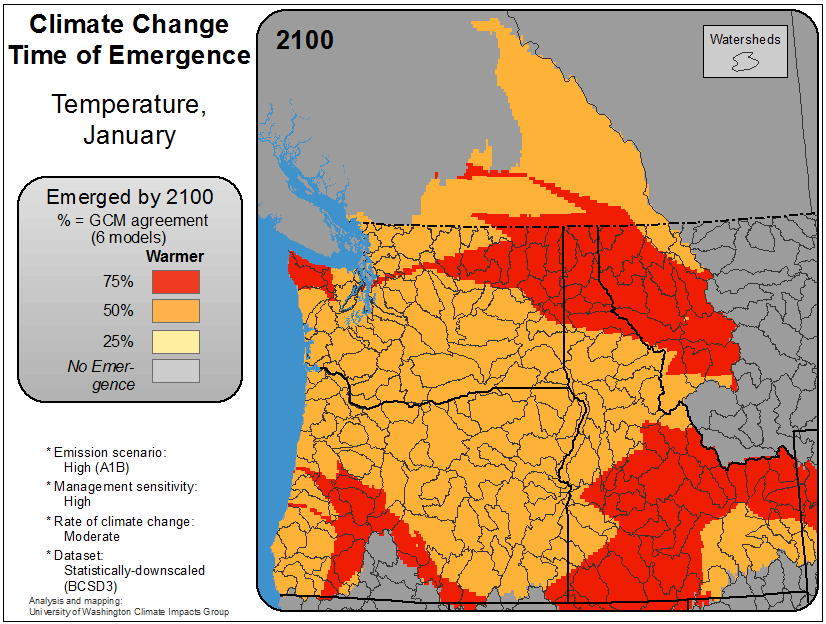 Climate Change
Time of Emergence
Temperature,
January
Emerged by 2100
% = GCM agreement
(6 models)
Warmer
75%
50%
25%
No Emer-
gence
* Emission scenario:
High (A1B)
* Management sensitivity:
High
* Rate of climate change:
Moderate
* Dataset:
Statistically-downscaled
(BCSD3)
Analysis and mapping:
University of Washington Climate Impacts Group
2100
Watersheds